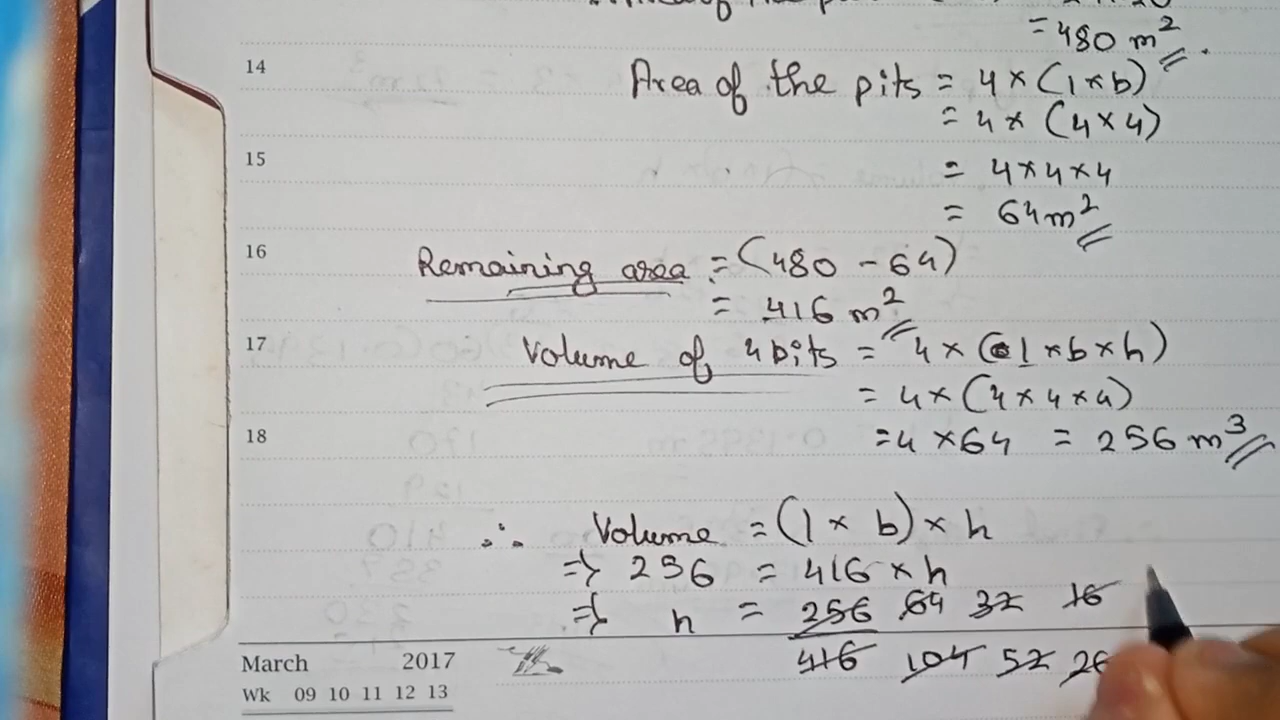 = 480 m²
14
Area of the pits = 4 × (l × b)
= 4 × (4 × 4)
15
= 4 × 4 × 4
= 64 m²
16
Remaining area = (480 - 64)
= 416 m²
17
Volume of 4 pits = 4 × (l × b × h)
= 4 × (4 × 4 × 4)
18
= 4 × 64 = 256 m³
∴ Volume = (l × b) × h
⇒ 256 = 416 × h
⇒ h = 256 64 32 16
416 104 52 26
March 2017
Wk 09 10 11 12 13